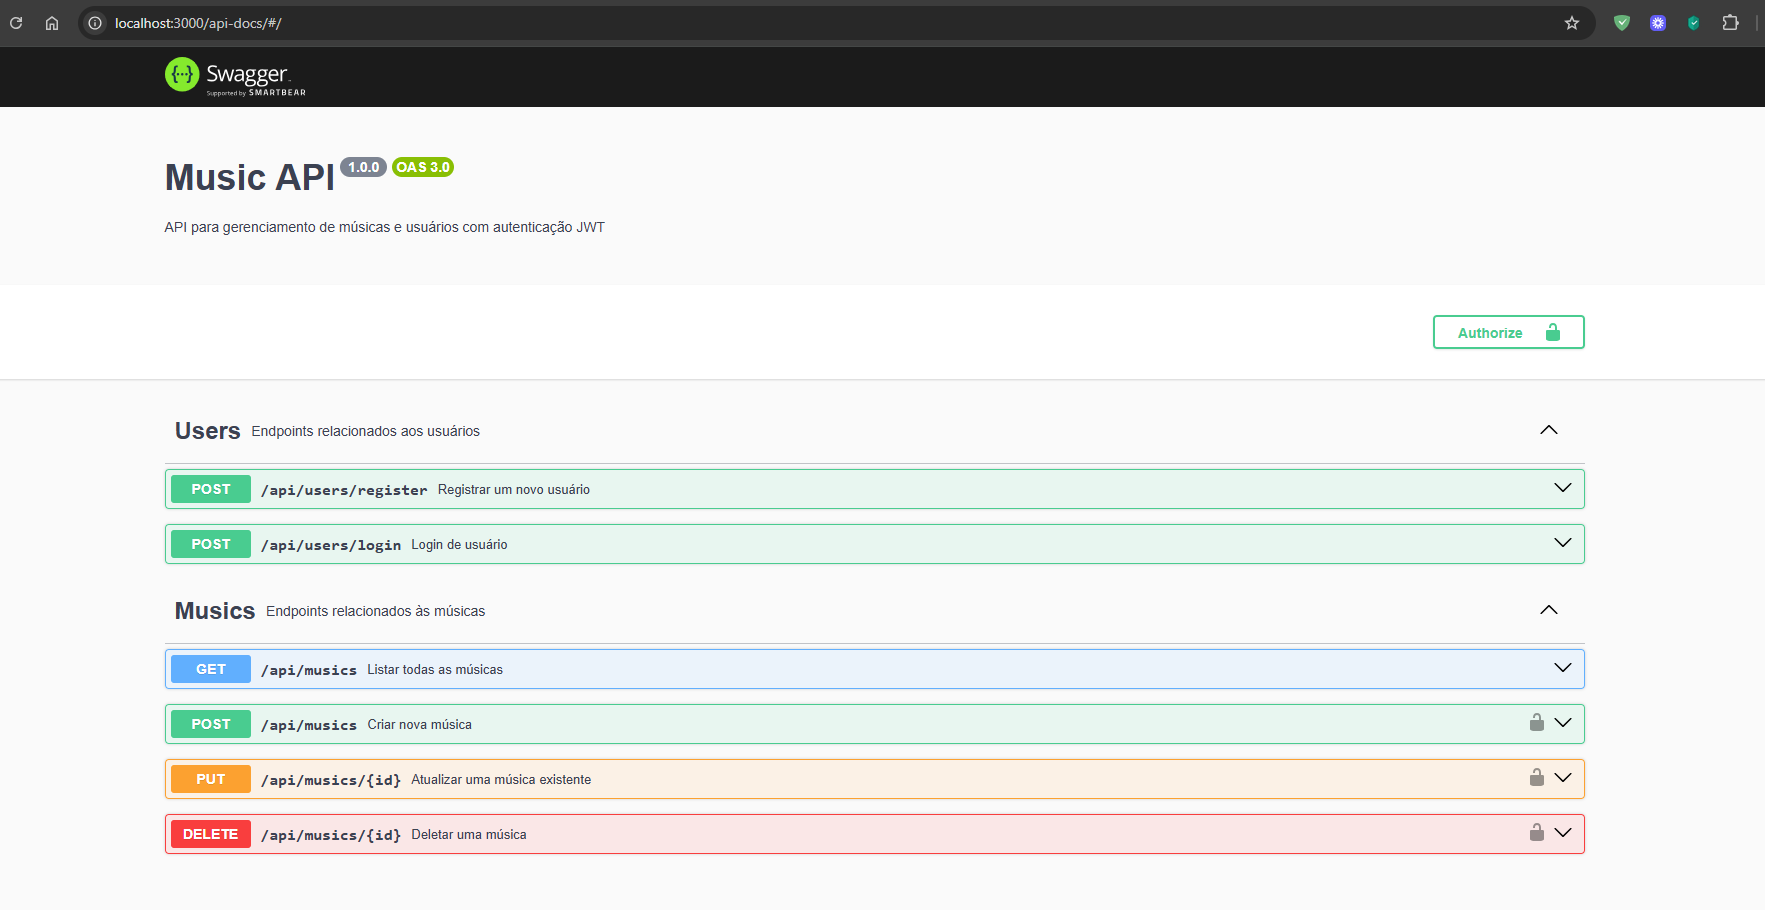 localhost:3000/api-docs/#/
Swagger.
Supported by SMARTBEAR
Music API 1.0.0 OAS 3.0
API para gerenciamento de músicas e usuários com autenticação JWT
Authorize
Users Endpoints relacionados aos usuários
POST /api/users/register Registrar um novo usuário
POST /api/users/login Login de usuário
Musics Endpoints relacionados às músicas
GET /api/musics Listar todas as músicas
POST /api/musics Criar nova música
PUT /api/musics/{id} Atualizar uma música existente
DELETE /api/musics/{id} Deletar uma música